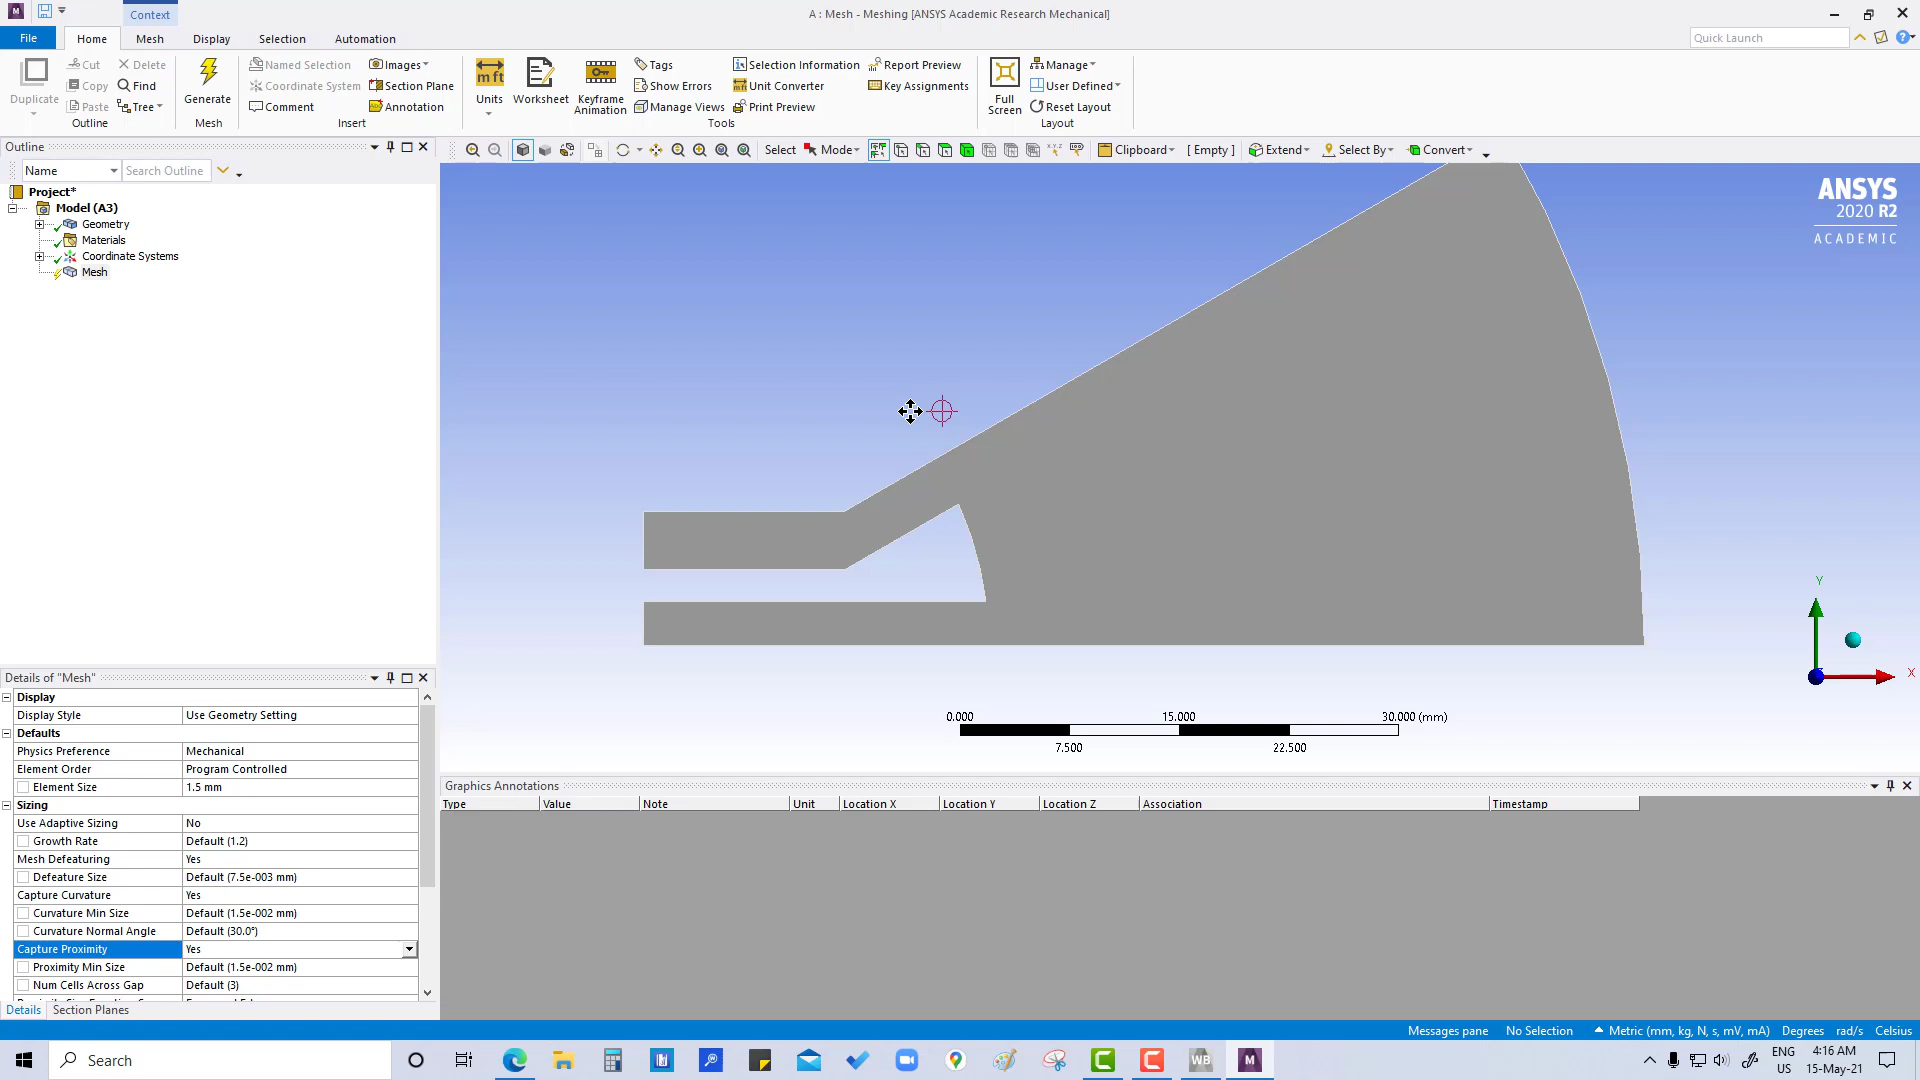 Context
A : Mesh - Meshing [ANSYS Academic Research Mechanical]
File Home Mesh Display Selection Automation
Quick Launch
Duplicate
Cut Delete
Copy Find
Paste Tree
Outline
Generate
Mesh
Named Selection Images
Coordinate System Section Plane
Comment Annotation
Insert
Units Worksheet Keyframe Animation
Tags Selection Information Report Preview
Show Errors Unit Converter Key Assignments
Manage Views Print Preview
Tools
Full Screen
Manage
User Defined
Reset Layout
Layout
Outline
Select Mode Clipboard [ Empty ] Extend Select By Convert
Name Search Outline
Project*
Model (A3)
Geometry
Materials
Coordinate Systems
Mesh
ANSYS
2020 R2
ACADEMIC
Y
X
0.000 15.000 30.000 (mm)
7.500 22.500
Details of "Mesh"
Display
Display Style Use Geometry Setting
Defaults
Physics Preference Mechanical
Element Order Program Controlled
Element Size 1.5 mm
Sizing
Use Adaptive Sizing No
Growth Rate Default (1.2)
Mesh Defeaturing Yes
Defeature Size Default (7.5e-003 mm)
Capture Curvature Yes
Curvature Min Size Default (1.5e-002 mm)
Curvature Normal Angle Default (30.0°)
Capture Proximity Yes
Proximity Min Size Default (1.5e-002 mm)
Num Cells Across Gap Default (3)
Details Section Planes
Graphics Annotations
Type Value Note Unit Location X Location Y Location Z Association Timestamp
Messages pane No Selection Metric (mm, kg, N, s, mV, mA) Degrees rad/s Celsius
Search
WB
M
ENG
US
4:16 AM
15-May-21